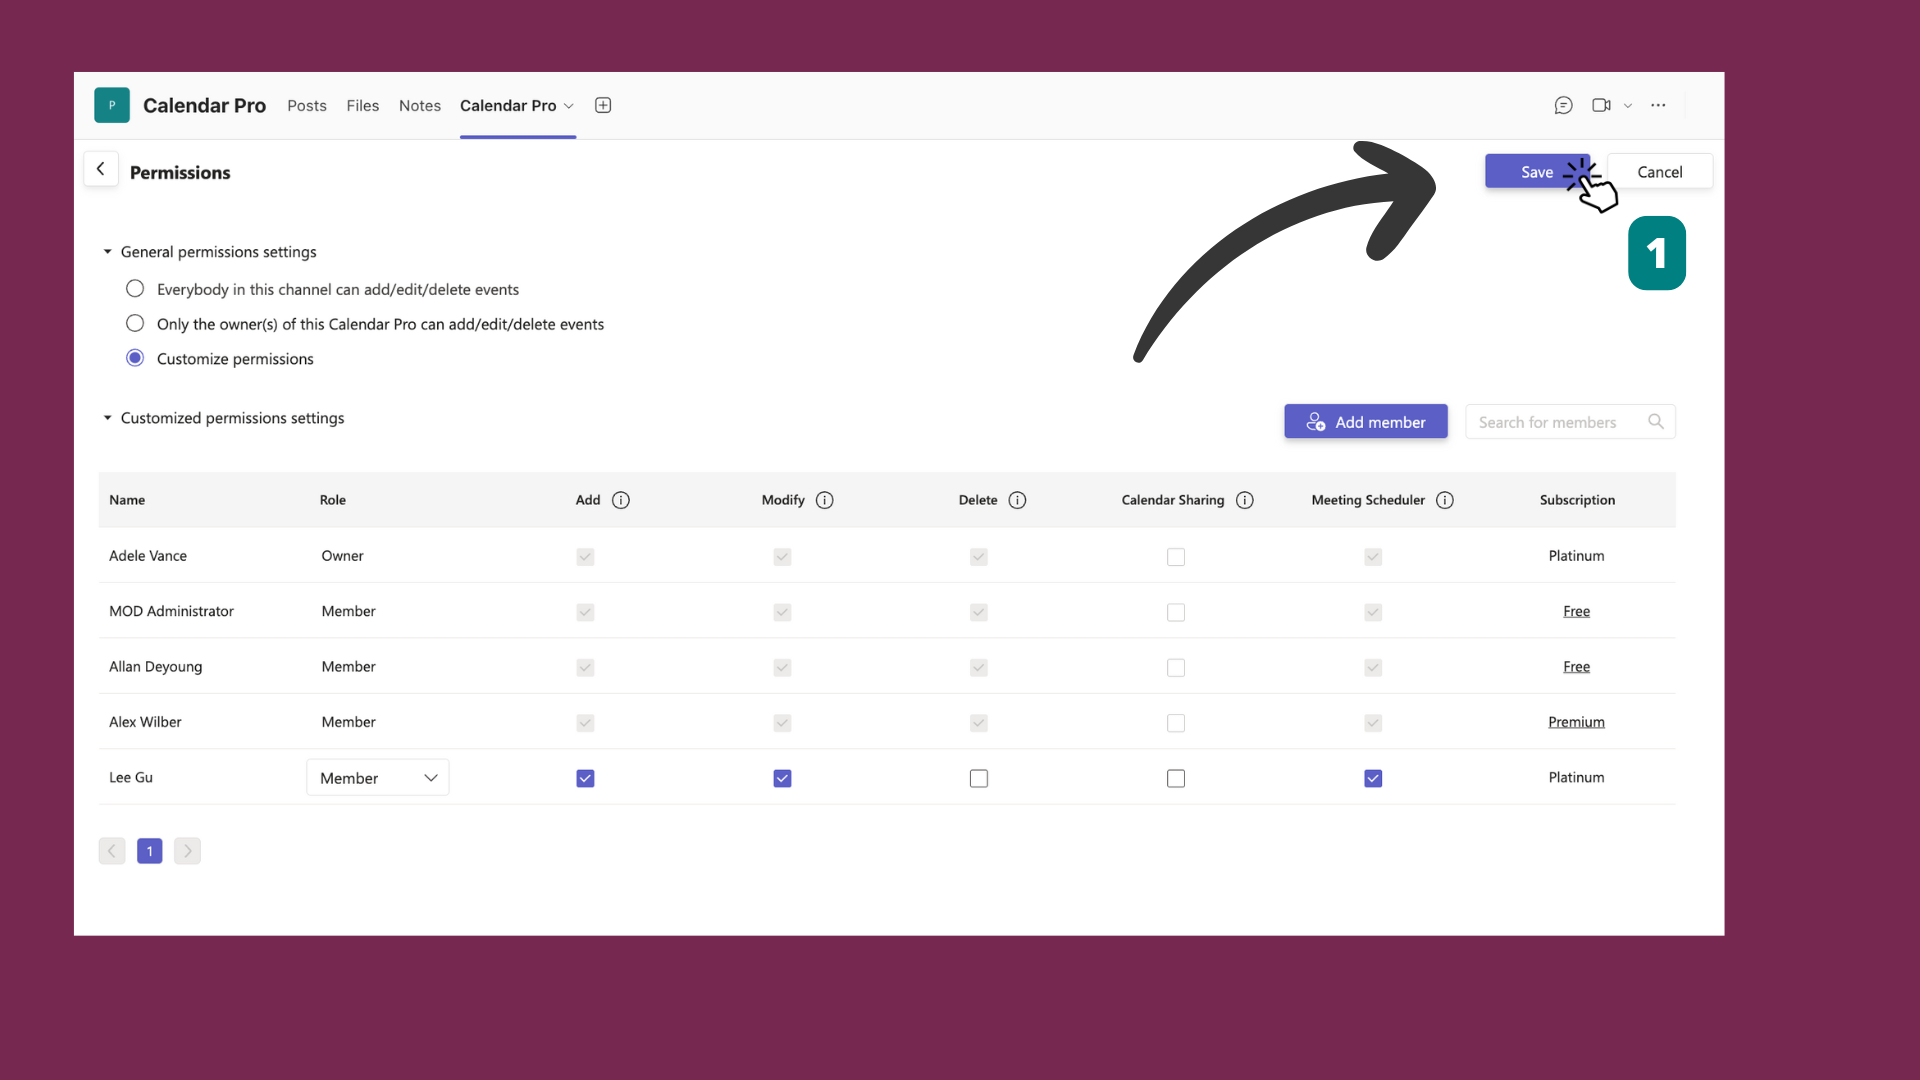 P
Calendar Pro Posts Files Notes Calendar Pro
Permissions
Save Cancel
1
General permissions settings
Everybody in this channel can add/edit/delete events
Only the owner(s) of this Calendar Pro can add/edit/delete events
Customize permissions
Customized permissions settings
Add member Search for members
Name Role Add Modify Delete Calendar Sharing Meeting Scheduler Subscription
Adele Vance Owner Platinum
MOD Administrator Member Free
Allan Deyoung Member Free
Alex Wilber Member Premium
Lee Gu Member Platinum
1